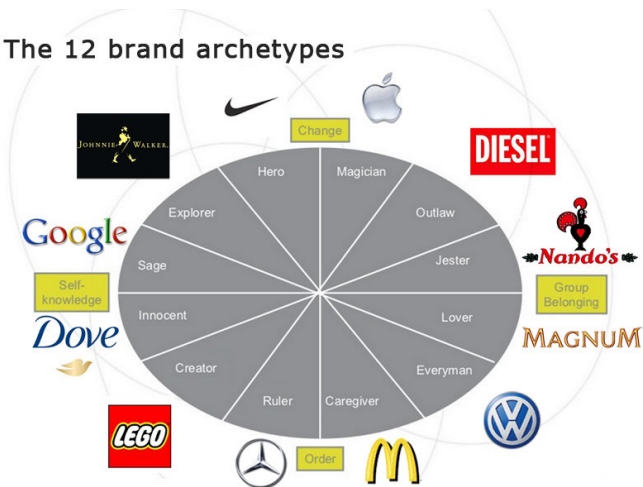 The 12 brand archetypes
Change
JOHNNIE WALKER.
DIESEL
Hero
Magician
Explorer
Outlaw
Google
Nando's
Sage
Jester
Self-
knowledge
Group
Belonging
Innocent
Lover
Dove
MAGNUM
Creator
Everyman
Ruler
Caregiver
LEGO
Order